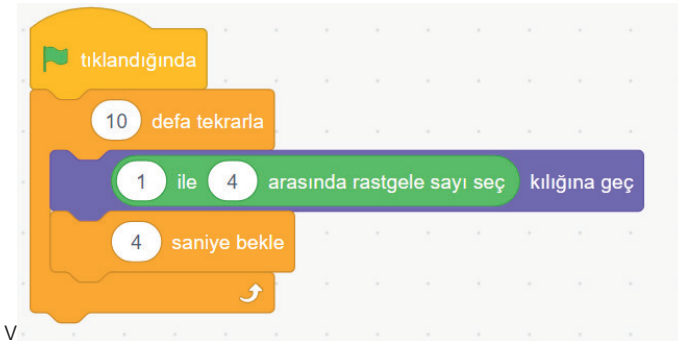 tıklandığında
10 defa tekrarla
1 ile 4 arasında rastgele sayı seç kılığına geç
4 saniye bekle
V